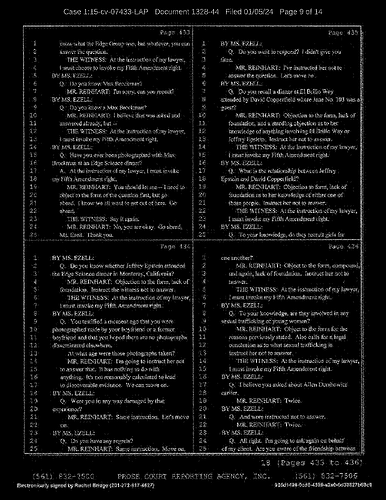 Case 1:15-cv-07433-LAP Document 1328-44 Filed 01/05/24 Page 9 of 14
Page 433
1 know what the Edge Group was, but whatever, you can
2 answer the question.
3 THE WITNESS: At the instruction of my lawyer,
4 I must choose to invoke my Fifth Amendment right.
5 BY MS. EZELL:
6 Q. Do you know Max Brockman?
7 MR. REINHART: I'm sorry, can you repeat?
8 BY MS. EZELL:
9 Q. Do you know a Max Brockman?
10 MR. REINHART: I believe that was asked and
11 answered already, but --
12 THE WITNESS: At the instruction of my lawyer,
13 I must invoke my Fifth Amendment right.
14 BY MS. EZELL:
15 Q. Have you ever been photographed with Max
16 Brockman at an Edge Science dinner?
17 A. At the instruction of my lawyer, I must invoke
18 my Fifth Amendment right.
19 MR. REINHART: You should let me -- I need to
20 object to the form of the question first, but go
21 ahead. I know we all want to get out of here. Go
22 ahead.
23 THE WITNESS: Say it again.
24 MR. REINHART: No, you are okay. Go ahead,
25 Ms. Ezell. Thank you.
Page 434
1 BY MS. EZELL:
2 Q. Do you know whether Jeffrey Epstein attended
3 the Edge Science dinner in Monterey, California?
4 MR. REINHART: Objection to the form, lack of
5 foundation. Instruct the witness not to answer.
6 THE WITNESS: At the instruction of my lawyer,
7 I must invoke my Fifth Amendment right.
8 BY MS. EZELL:
9 Q. You testified a moment ago that you were
10 photographed nude by your boyfriend or a former
11 boyfriend and that you hoped there are no photographs
12 disseminated elsewhere.
13 At what age were those photographs taken?
14 MR. REINHART: I'm going to instruct her not
15 to answer that. It has nothing to do with
16 anything. It's not reasonably calculated to lead
17 to discoverable evidence. We can move on.
18 BY MS. EZELL:
19 Q. Were you in any way damaged by that
20 experience?
21 MR. REINHART: Same instruction. Let's move
22 on.
23 BY MS. EZELL:
24 Q. Do you have any regrets?
25 MR. REINHART: Same instruction. Move on.
Page 435
1 BY MS. EZELL:
2 Q. Do you want to respond? I didn't give you
3 time.
4 MR. REINHART: I've instructed her not to
5 answer the question. Let's move on.
6 BY MS. EZELL:
7 Q. Do you recall a dinner at El Brillo Way
8 attended by David Copperfield where Jane No. 103 was a
9 guest?
10 MR. REINHART: Objection to the form, lack of
11 foundation, and a standing objection as to her
12 knowledge of anything involving El Brillo Way or
13 Jeffrey Epstein. Instruct her not to answer.
14 THE WITNESS: At the instruction of my lawyer,
15 I must invoke my Fifth Amendment right.
16 BY MS. EZELL:
17 Q. What is the relationship between Jeffrey
18 Epstein and David Copperfield?
19 MR. REINHART: Objection to form, lack of
20 foundation as to her knowledge of either one of
21 those people. Instruct her not to answer.
22 THE WITNESS: At the instruction of my lawyer,
23 I must invoke my Fifth Amendment right.
24 BY MS. EZELL:
25 Q. To your knowledge, do they recruit girls for
Page 436
1 one another?
2 MR. REINHART: Object to the form, compound,
3 and again, lack of foundation. Instruct her not to
4 answer.
5 THE WITNESS: At the instruction of my lawyer,
6 I must invoke my Fifth Amendment right.
7 BY MS. EZELL:
8 Q. To your knowledge, are they involved in any
9 sexual trafficking of young women?
10 MR. REINHART: Object to the form for the
11 reasons previously stated. Also calls for a legal
12 conclusion as to what sexual trafficking is.
13 Instruct her not to answer.
14 THE WITNESS: At the instruction of my lawyer,
15 I must invoke my Fifth Amendment right.
16 BY MS. EZELL:
17 Q. I believe you asked about Allen Dershowitz
18 earlier.
19 MR. REINHART: Twice.
20 BY MS. EZELL:
21 Q. And were instructed not to answer.
22 MR. REINHART: Twice.
23 BY MS. EZELL:
24 Q. All right. I'm going to ask again on behalf
25 of my client. Are you aware of the friendship between
18 (Pages 433 to 436)
(561) 832-7500 PROSE COURT REPORTING AGENCY, INC. (561) 832-7506
Electronically signed by